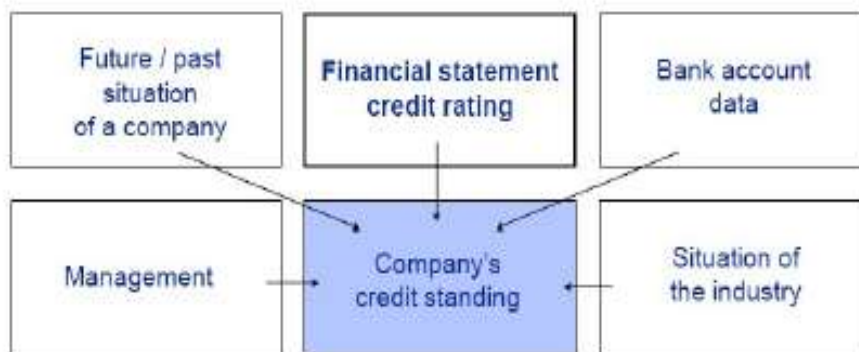 Future / past
situation
of a company
Financial statement
credit rating
Bank account
data
Management
Company's
credit standing
Situation of
the industry